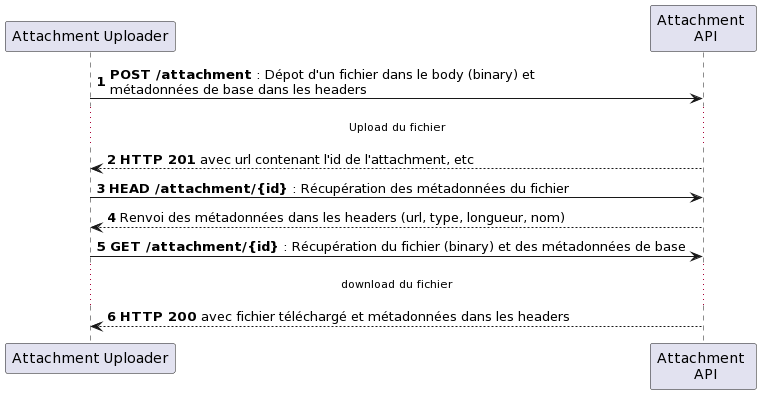 Attachment Uploader
Attachment
API
1 POST /attachment : Dépot d'un fichier dans le body (binary) et
métadonnées de base dans les headers
Upload du fichier
2 HTTP 201 avec url contenant l'id de l'attachment, etc
3 HEAD /attachment/{id} : Récupération des métadonnées du fichier
4 Renvoi des métadonnées dans les headers (url, type, longueur, nom)
5 GET /attachment/{id} : Récupération du fichier (binary) et des métadonnées de base
download du fichier
6 HTTP 200 avec fichier téléchargé et métadonnées dans les headers
Attachment Uploader
Attachment
API